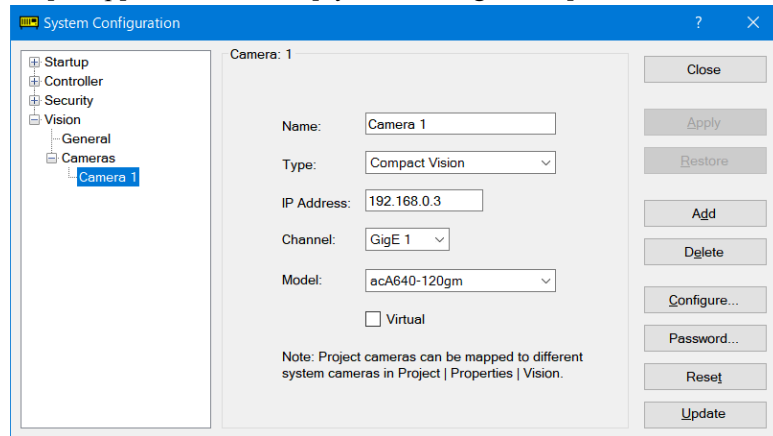 System Configuration
?
Startup
Controller
Security
Vision
General
Cameras
Camera 1
Camera: 1
Name: Camera 1
Type: Compact Vision
IP Address: 192.168.0.3
Channel: GigE 1
Model: acA640-120gm
Virtual
Note: Project cameras can be mapped to different
system cameras in Project | Properties | Vision.
Close
Apply
Restore
Add
Delete
Configure...
Password...
Reset
Update